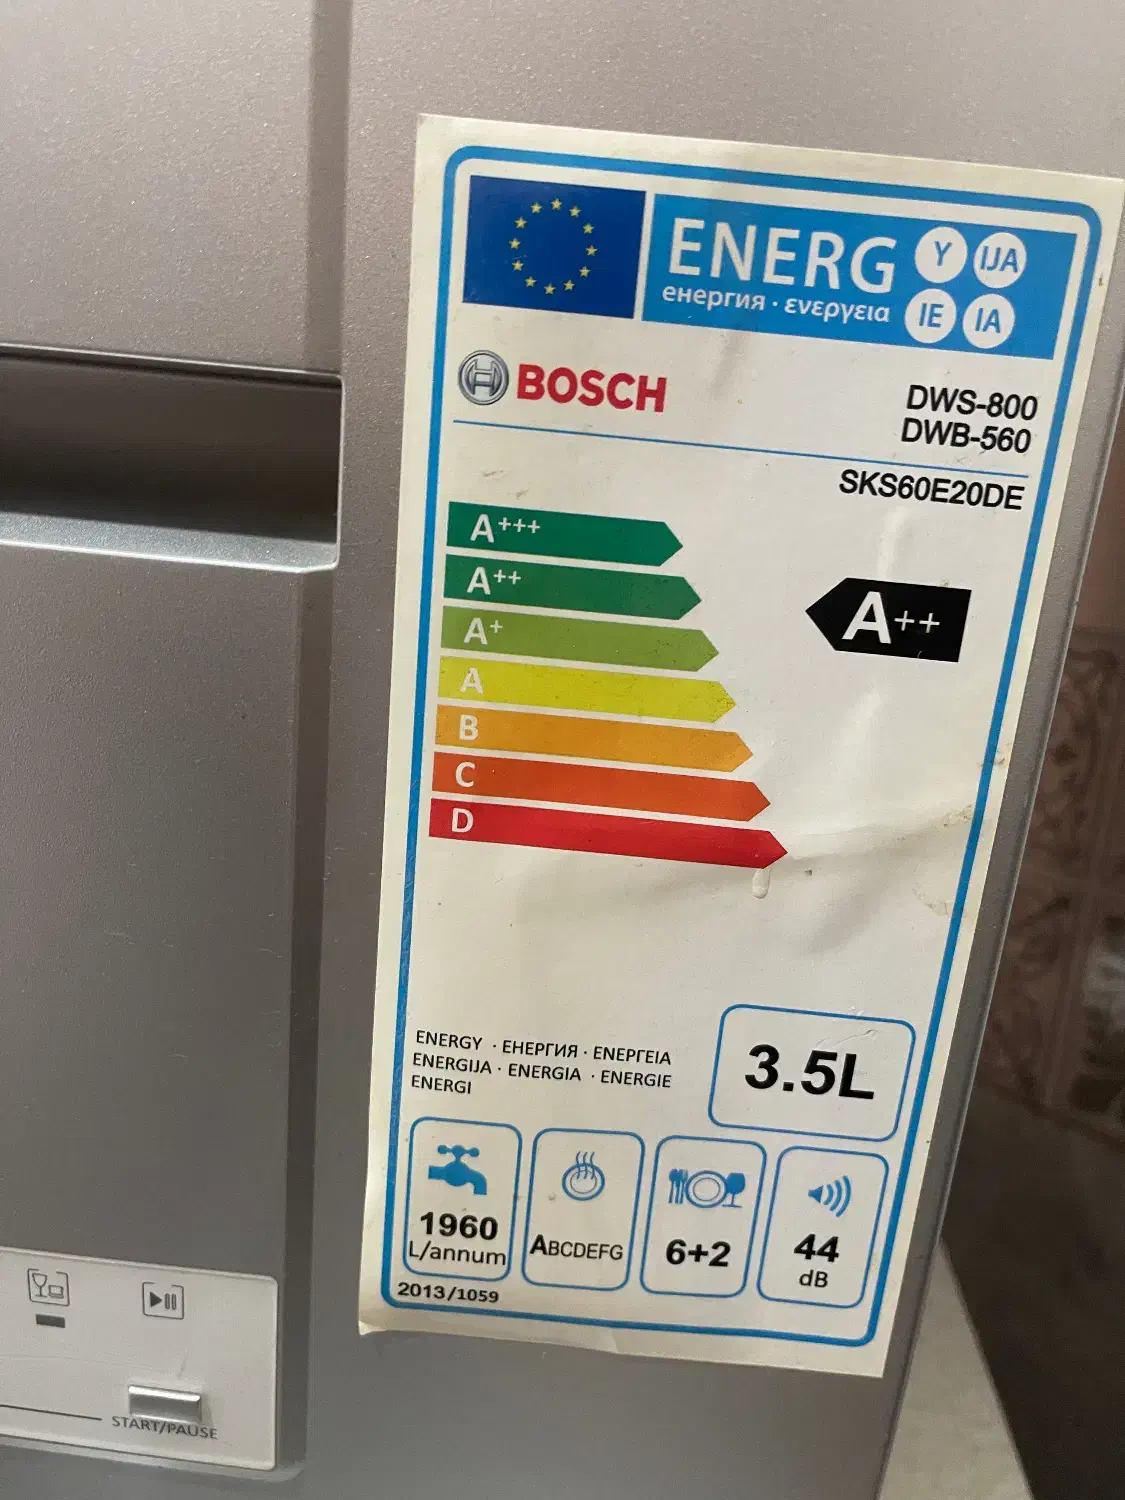 ENERG Y IJA
енергия · ενεργεια IE IA
BOSCH
DWS-800
DWB-560
SKS60E20DE
A+++
A++
A++
A+
A
B
C
D
ENERGY · ЕНЕРГИЯ · ΕΝΕΡΓΕΙΑ
ENERGIJA · ENERGIA · ENERGIE
ENERGI
3.5L
1960
L/annum
ABCDEFG
6+2
44
dB
2013/1059
START/PAUSE